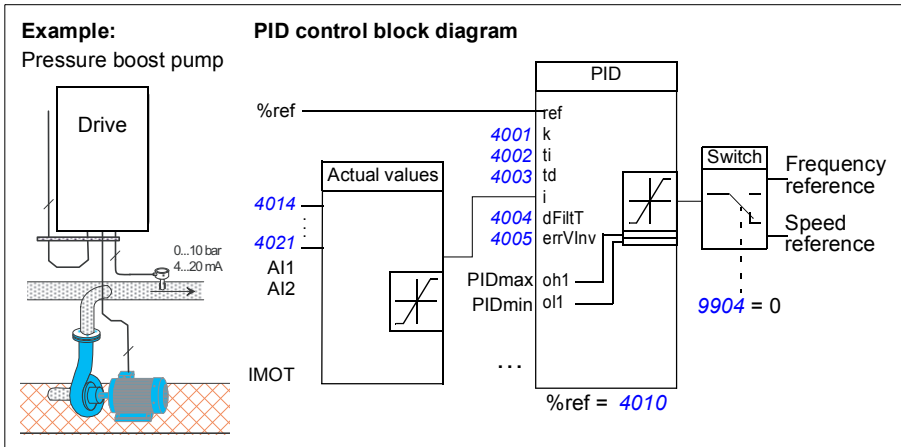 Example:
Pressure boost pump
Drive
0...10 bar
4...20 mA
PID control block diagram
%ref
PID
ref
4001 k
4002 ti
4003 td
i
4004 dFiltT
4005 errVInv
PIDmax oh1
PIDmin ol1
Actual values
4014
4021
AI1
AI2
IMOT
...
%ref = 4010
Switch
Frequency
reference
Speed
reference
9904 = 0